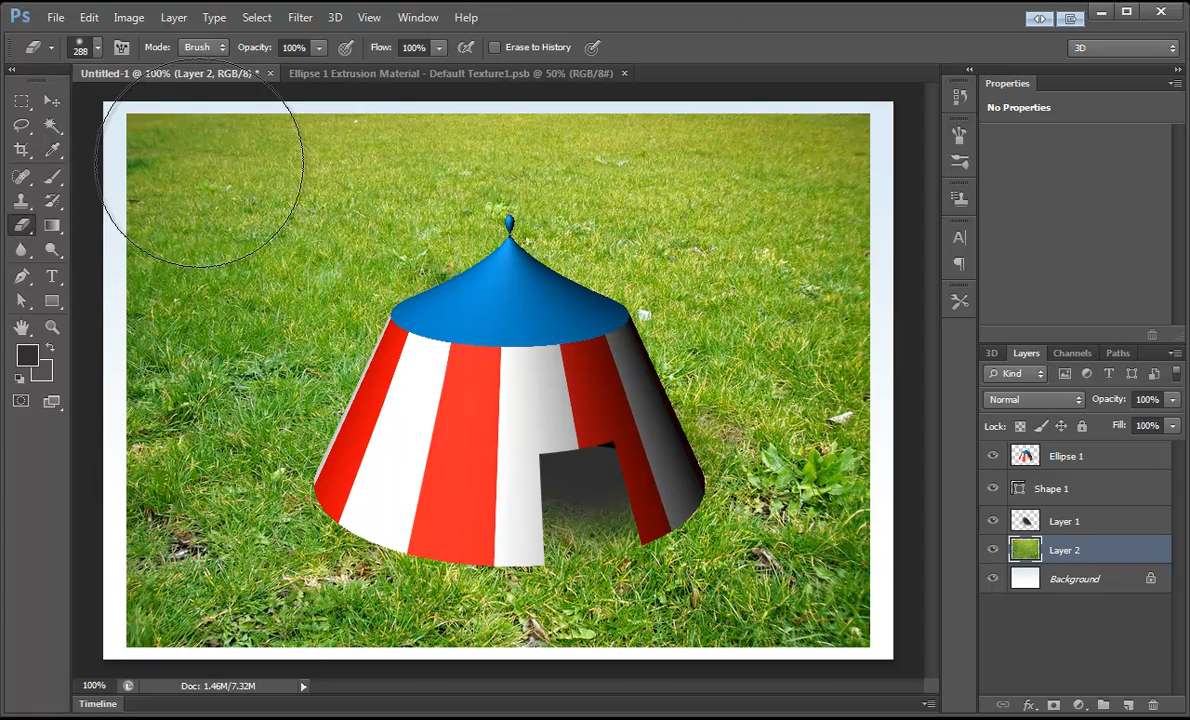 Ps File Edit Image Layer Type Select Filter 3D View Window Help
288 Mode: Brush Opacity: 100% Flow: 100% Erase to History 3D
Untitled-1 @ 100% (Layer 2, RGB/8) * × Ellipse 1 Extrusion Material - Default Texture1.psb @ 50% (RGB/8#) ×
Properties
No Properties
3D Layers Channels Paths
Kind
Normal Opacity: 100%
Lock: Fill: 100%
Ellipse 1
Shape 1
Layer 1
Layer 2
Background
100% Doc: 1.46M/7.32M
Timeline
fx